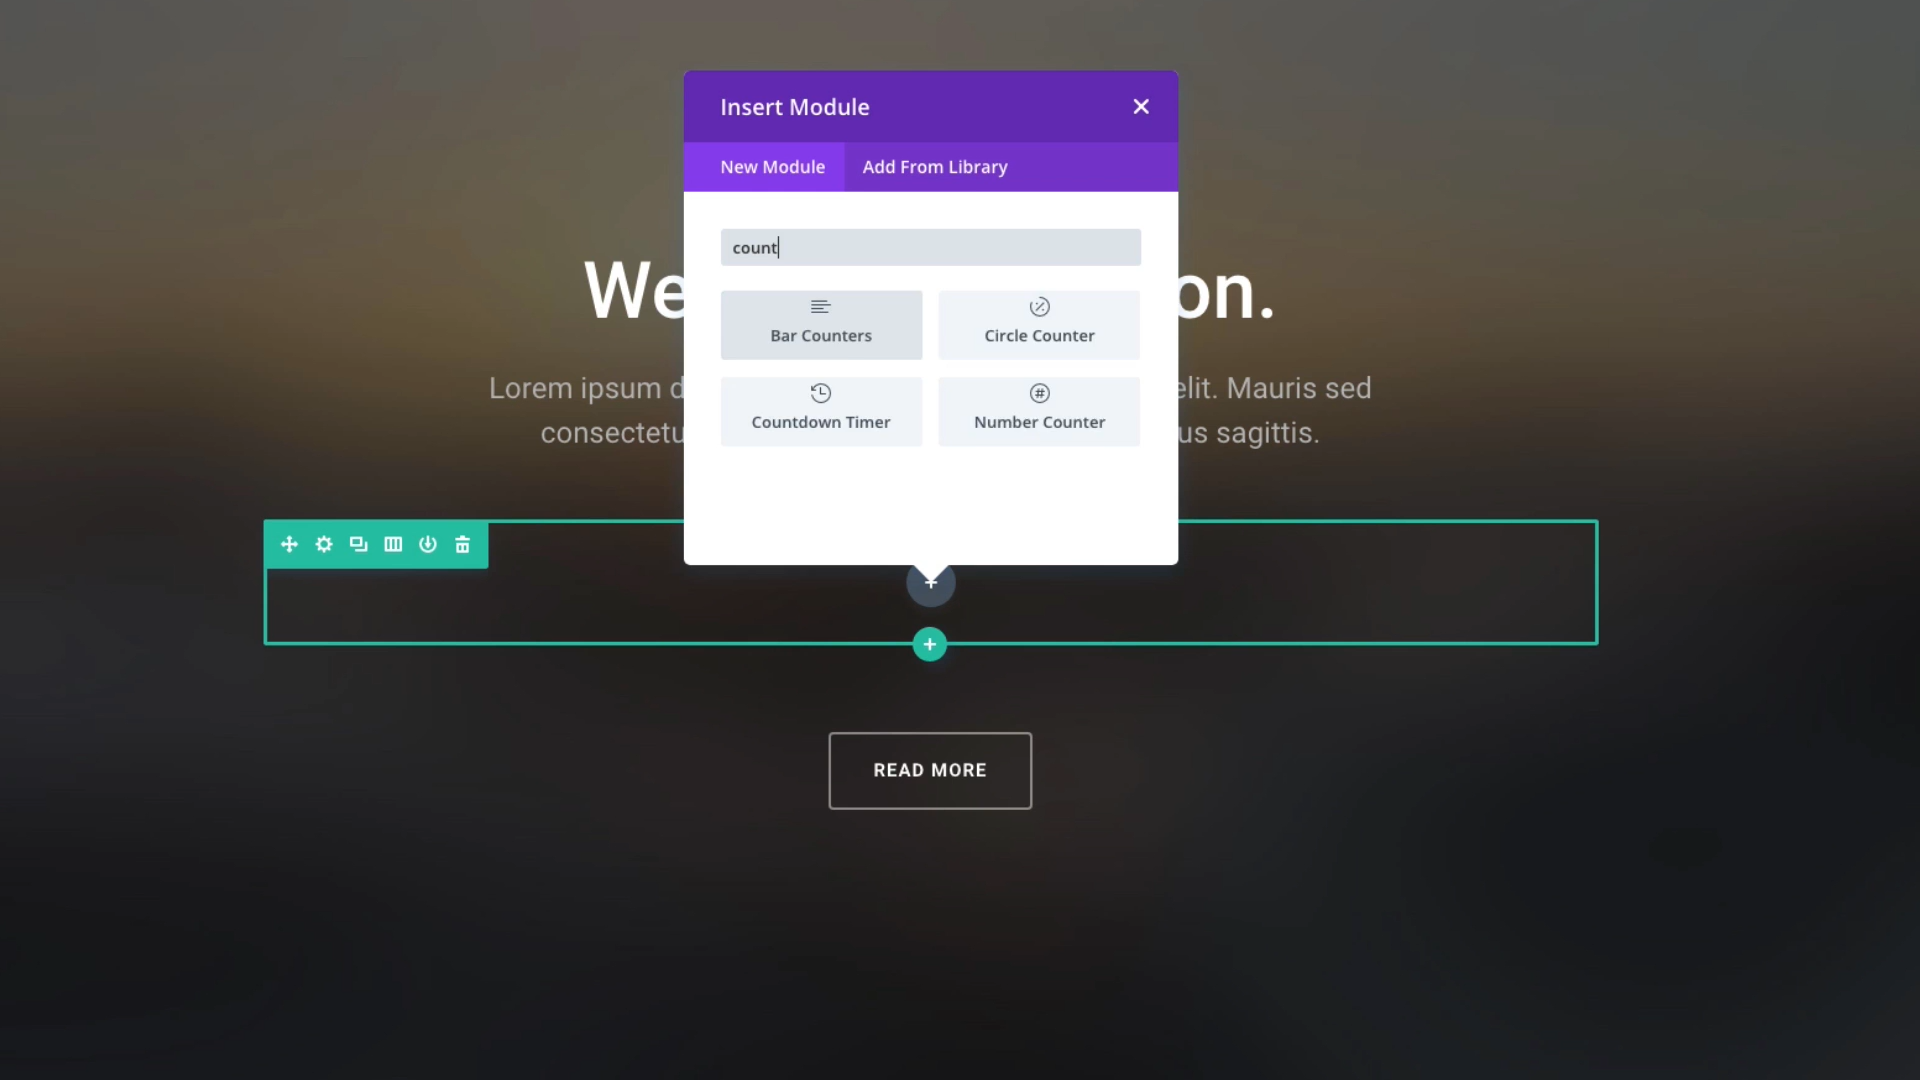 Insert Module
New Module Add From Library
count
We on.
Bar Counters Circle Counter
Lorem ipsum d elit. Mauris sed
Countdown Timer Number Counter
consectetu us sagittis.
READ MORE